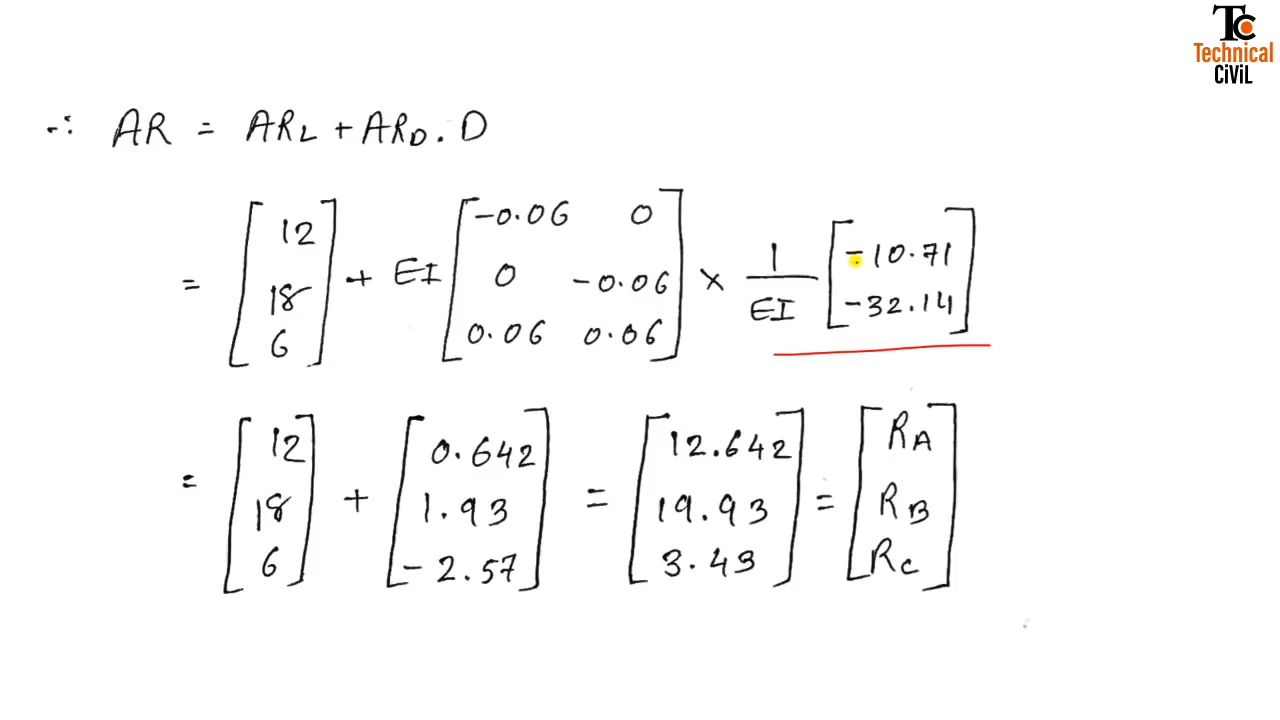 Technical
CiViL
∴ AR = ARL + ARD . D
= [12 18 6] + EI [-0.06 0 0 -0.06 0.06 0.06] × 1/EI [-10.71 -32.14]
= [12 18 6] + [0.642 1.93 -2.57] = [12.642 19.93 3.43] = [RA RB RC]